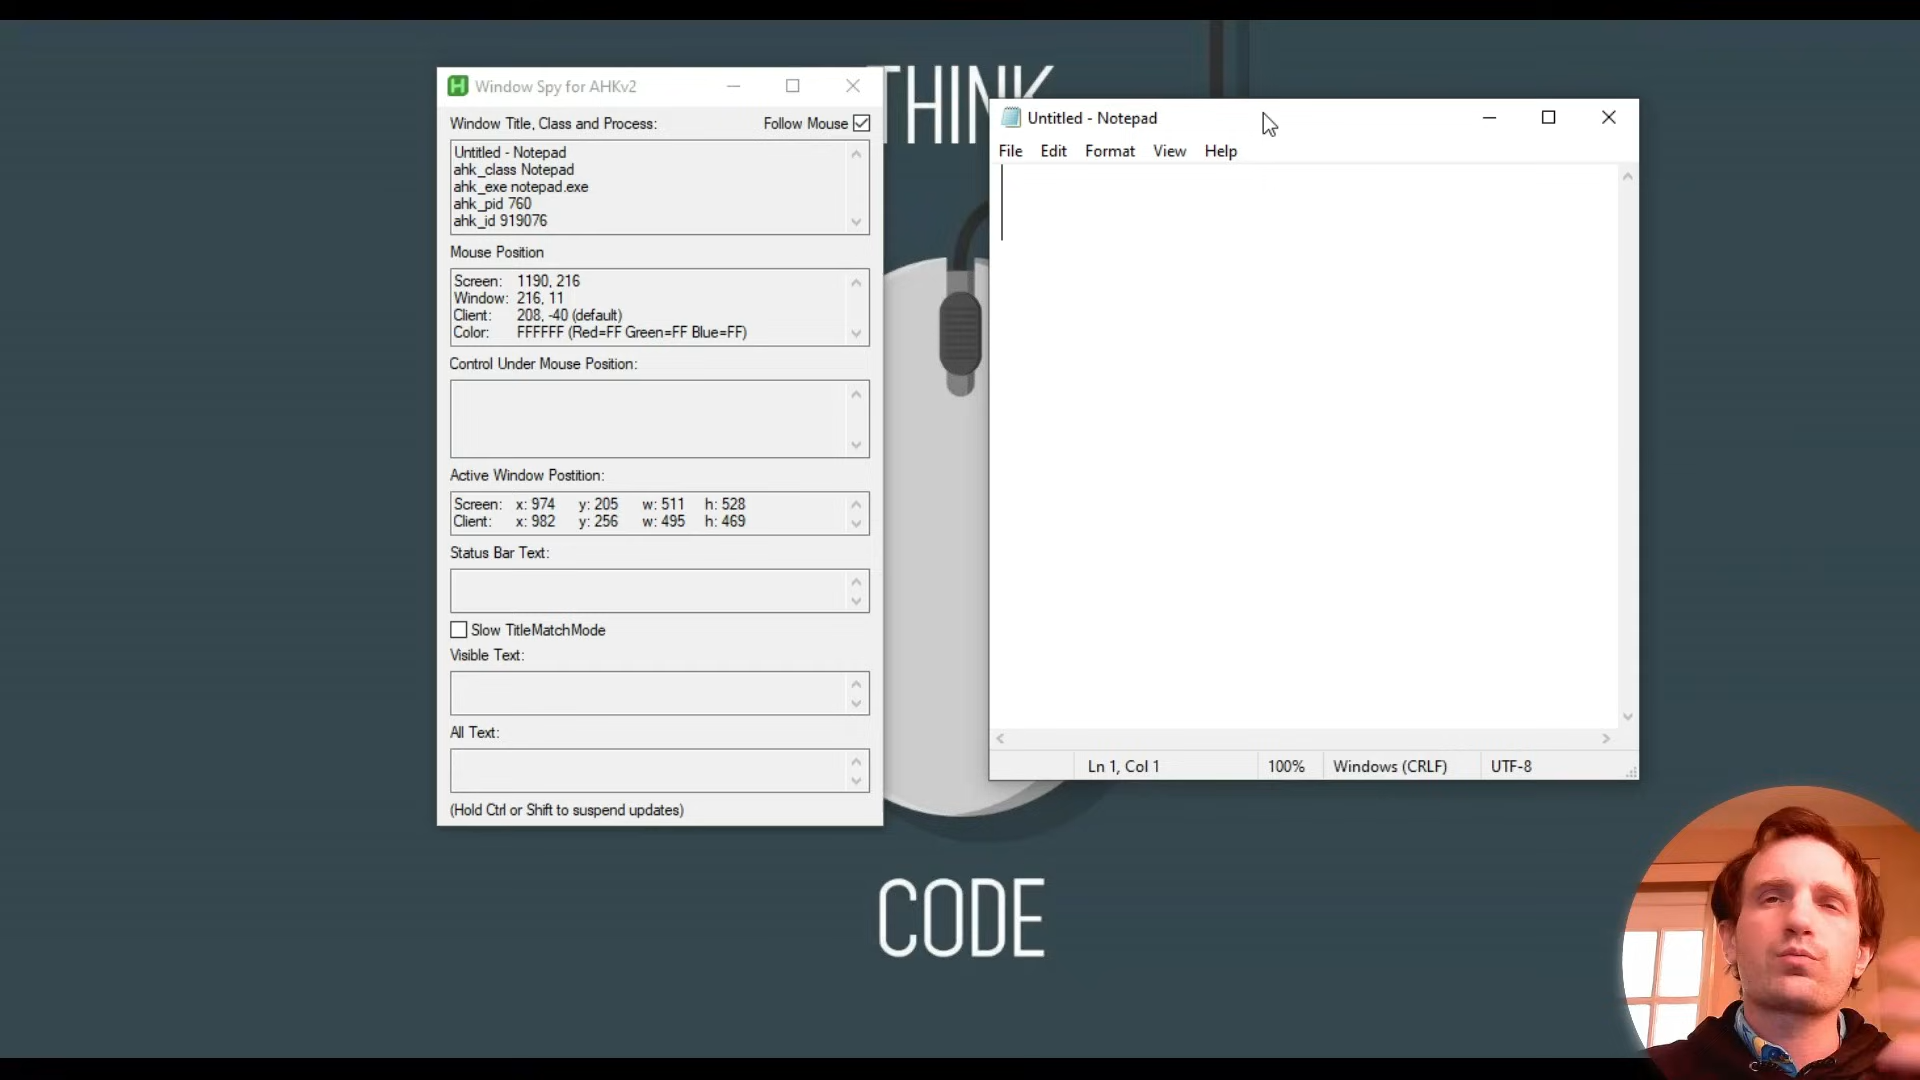 THINK
Window Spy for AHKv2
Window Title, Class and Process: Follow Mouse
Untitled - Notepad
ahk_class Notepad
ahk_exe notepad.exe
ahk_pid 760
ahk_id 919076
Mouse Position
Screen: 1190, 216
Window: 216, 11
Client: 208, -40 (default)
Color: FFFFFF (Red=FF Green=FF Blue=FF)
Control Under Mouse Position:
Active Window Postition:
Screen: x: 974 y: 205 w: 511 h: 528
Client: x: 982 y: 256 w: 495 h: 469
Status Bar Text:
Slow TitleMatchMode
Visible Text:
All Text:
(Hold Ctrl or Shift to suspend updates)
Untitled - Notepad
File Edit Format View Help
Ln 1, Col 1 100% Windows (CRLF) UTF-8
CODE